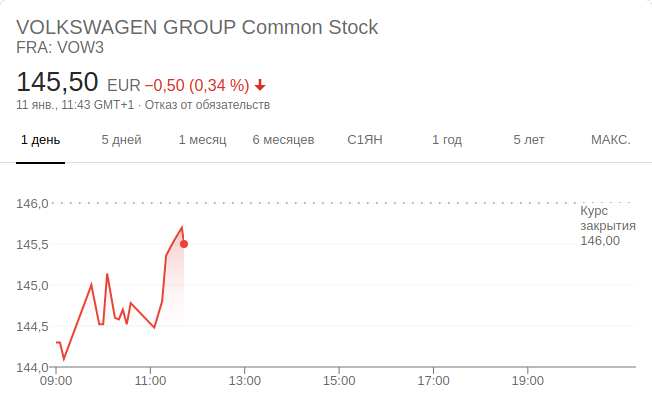 VOLKSWAGEN GROUP Common Stock
FRA: VOW3
145,50 EUR −0,50 (0,34 %)
11 янв., 11:43 GMT+1 · Отказ от обязательств
1 день 5 дней 1 месяц 6 месяцев С1ЯН 1 год 5 лет МАКС.
146,0
Курс
закрытия
146,00
145,5
145,0
144,5
144,0
09:00 11:00 13:00 15:00 17:00 19:00